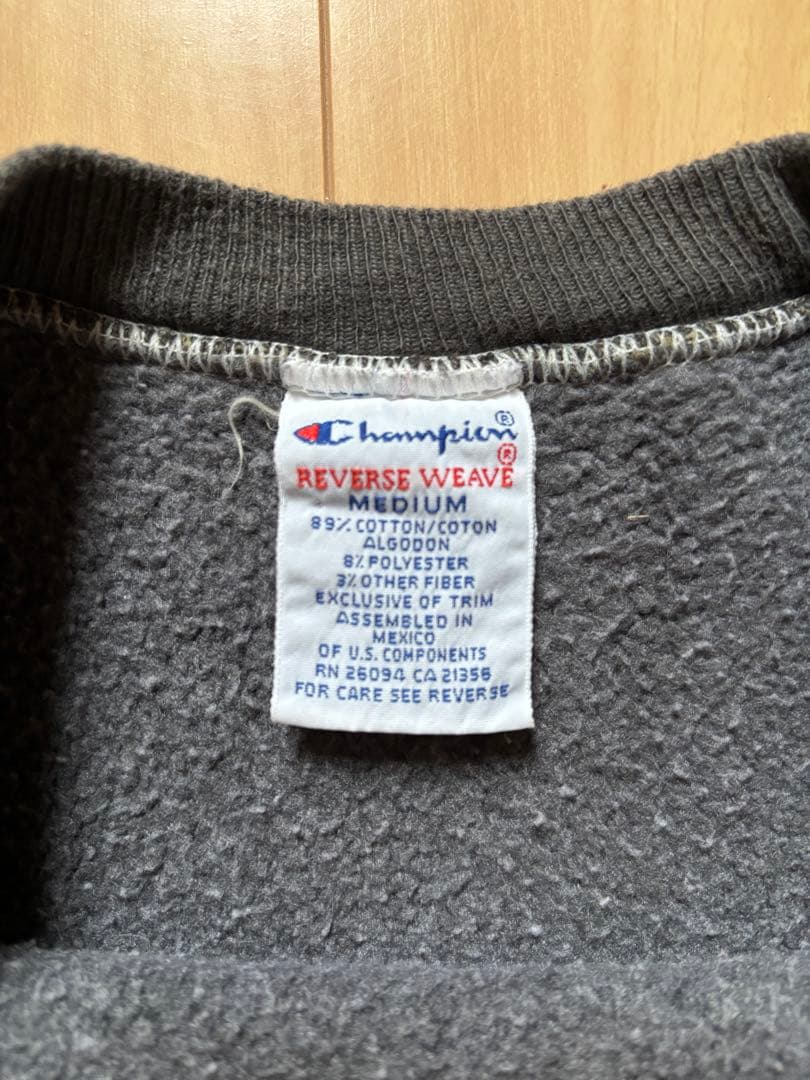 Champion®
REVERSE WEAVE®
MEDIUM
89% COTTON/COTON
ALGODON
8% POLYESTER
3% OTHER FIBER
EXCLUSIVE OF TRIM
ASSEMBLED IN
MEXICO
OF U.S. COMPONENTS
RN 26094 CA 21356
FOR CARE SEE REVERSE